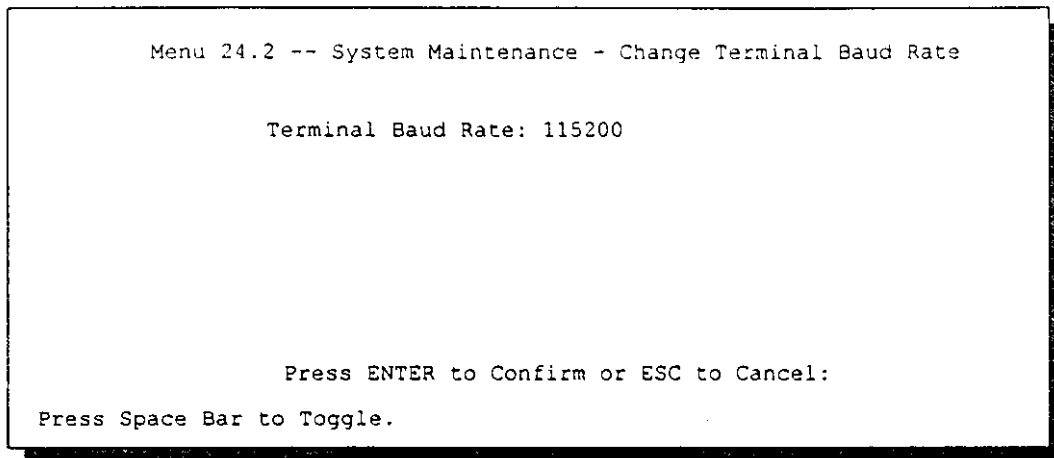 Menu 24.2 -- System Maintenance - Change Terminal Baud Rate
Terminal Baud Rate: 115200
Press ENTER to Confirm or ESC to Cancel:
Press Space Bar to Toggle.